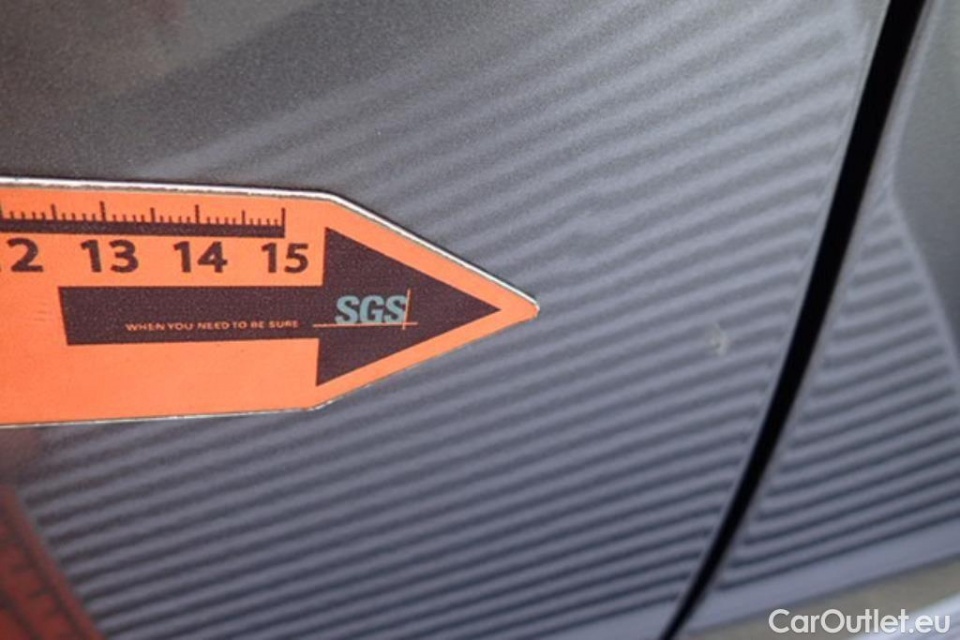 12 13 14 15
SGS
WHEN YOU NEED TO BE SURE
CarOutlet.eu